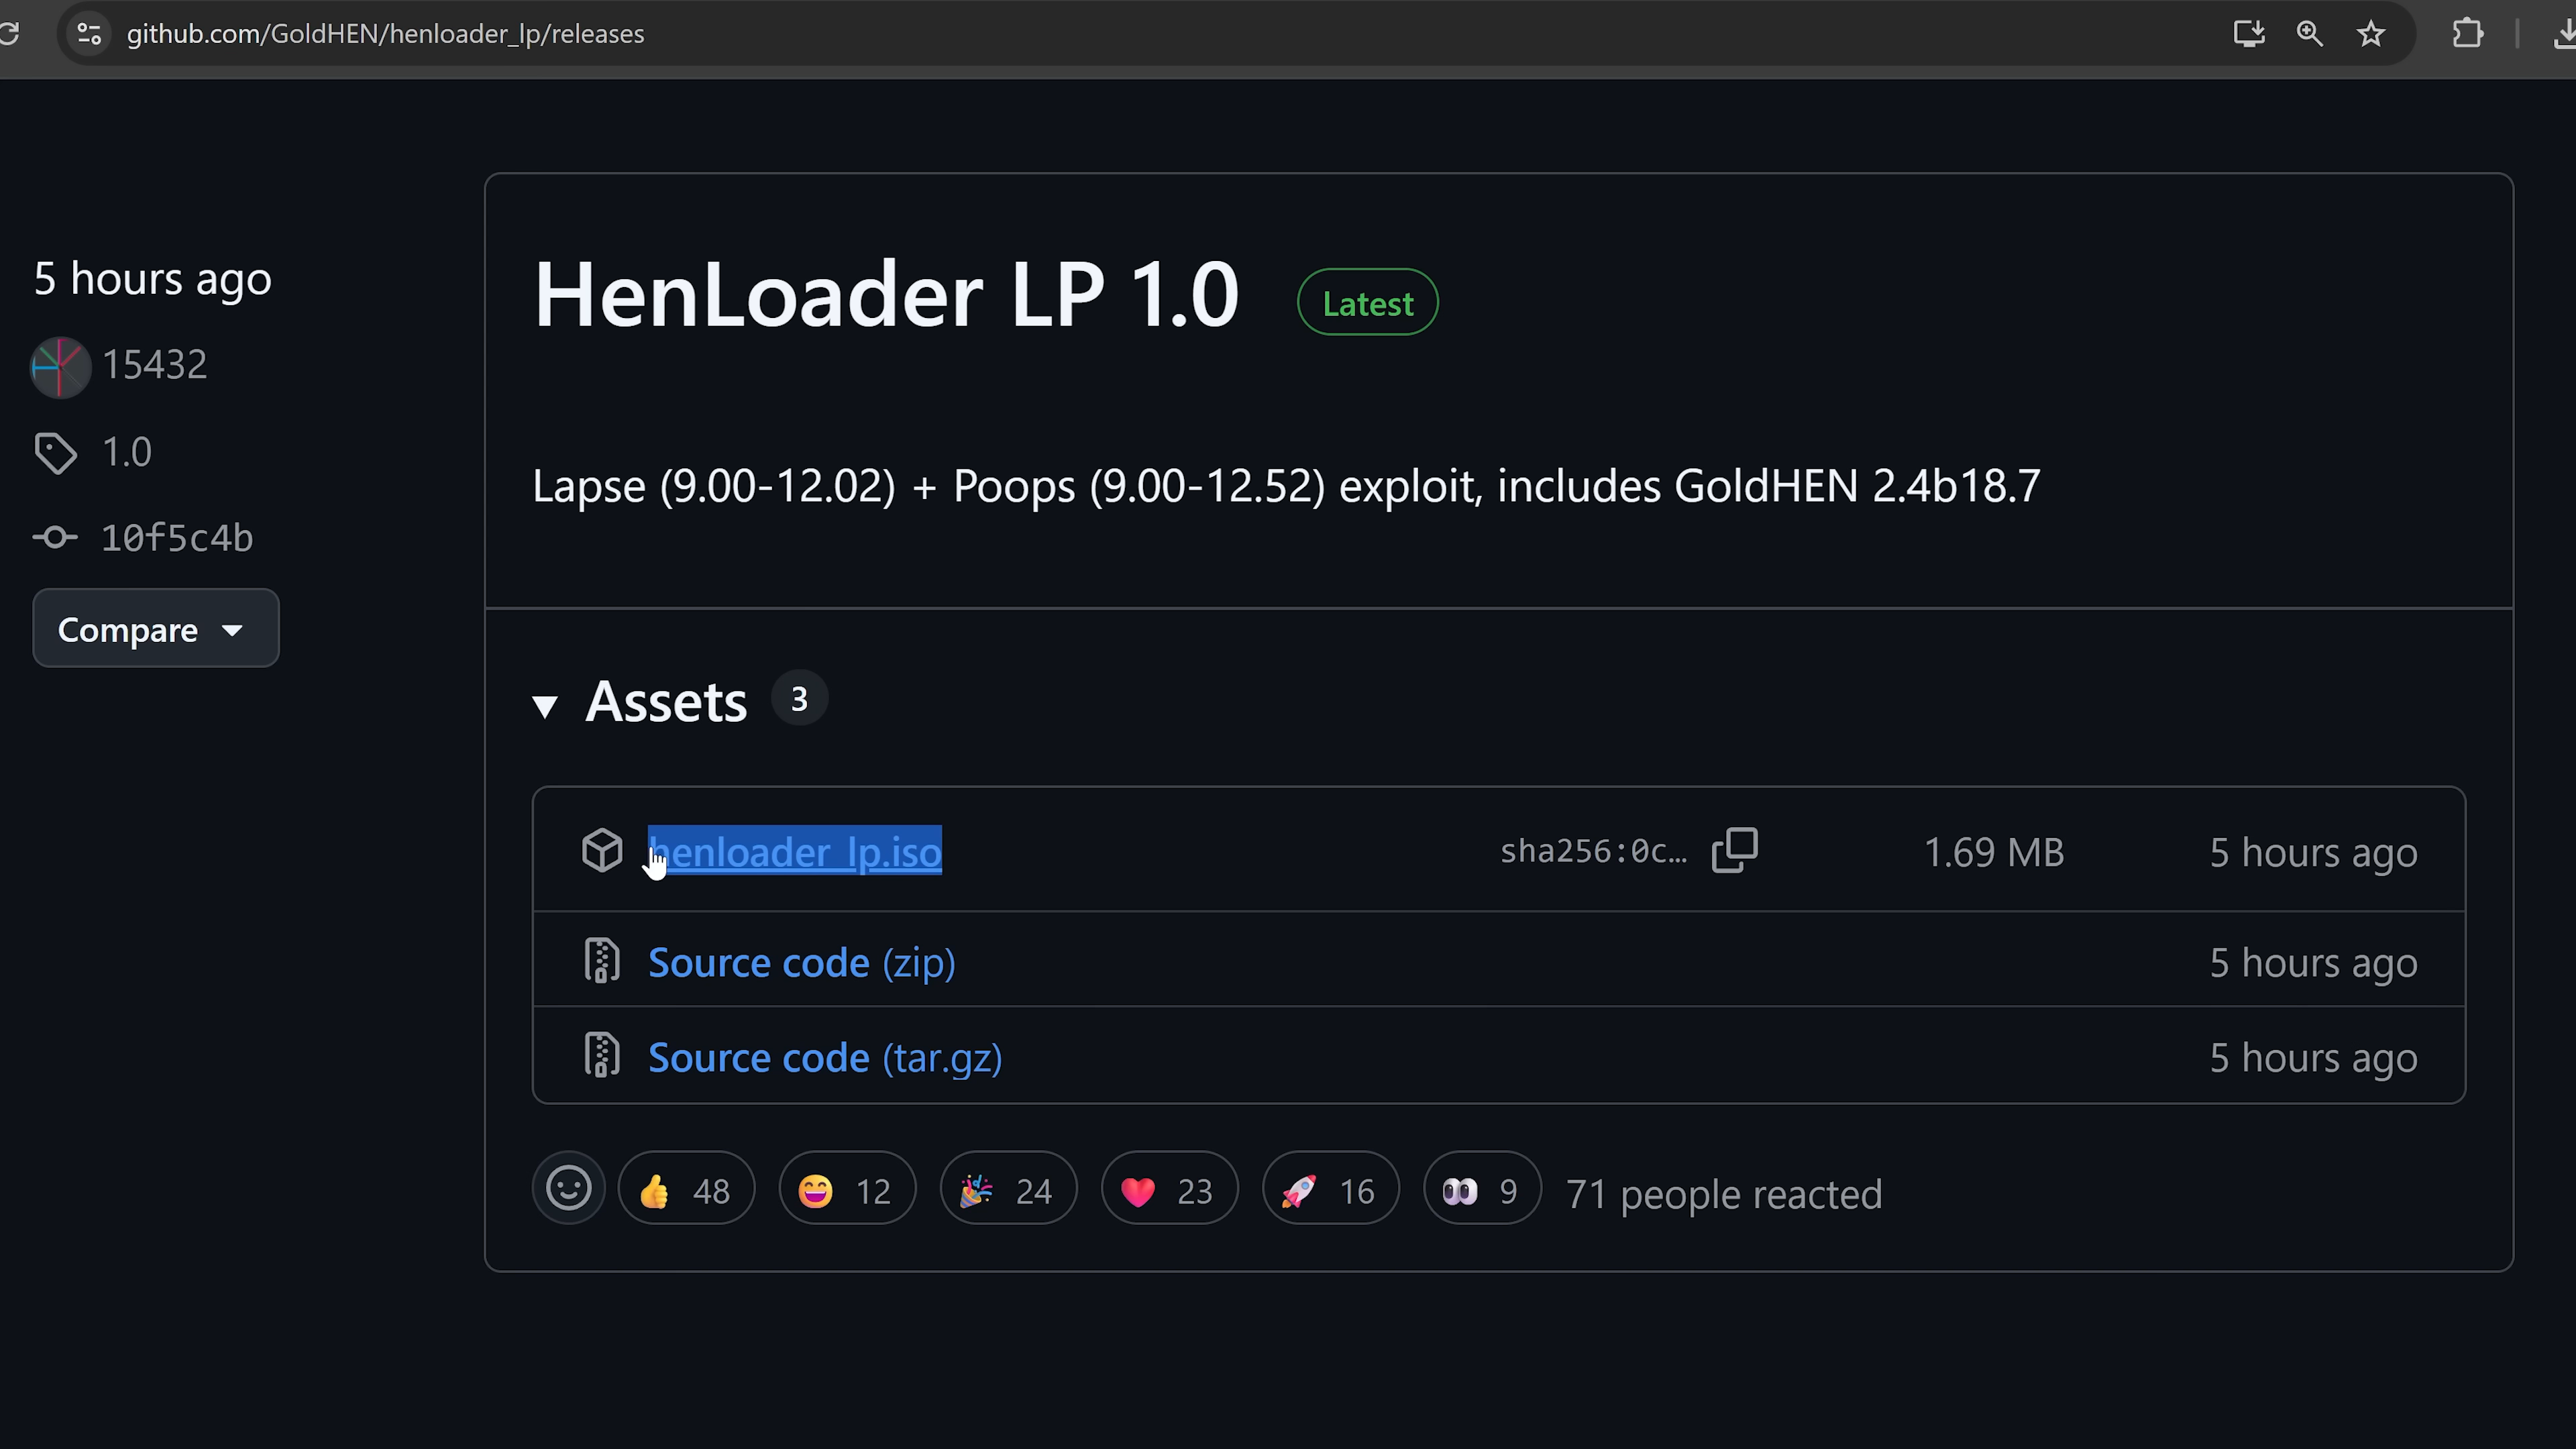 github.com/GoldHEN/henloader_lp/releases
5 hours ago
15432
1.0
10f5c4b
Compare
HenLoader LP 1.0 Latest
Lapse (9.00-12.02) + Poops (9.00-12.52) exploit, includes GoldHEN 2.4b18.7
Assets 3
henloader_lp.iso sha256:0c… 1.69 MB 5 hours ago
Source code (zip) 5 hours ago
Source code (tar.gz) 5 hours ago
48 12 24 23 16 9 71 people reacted